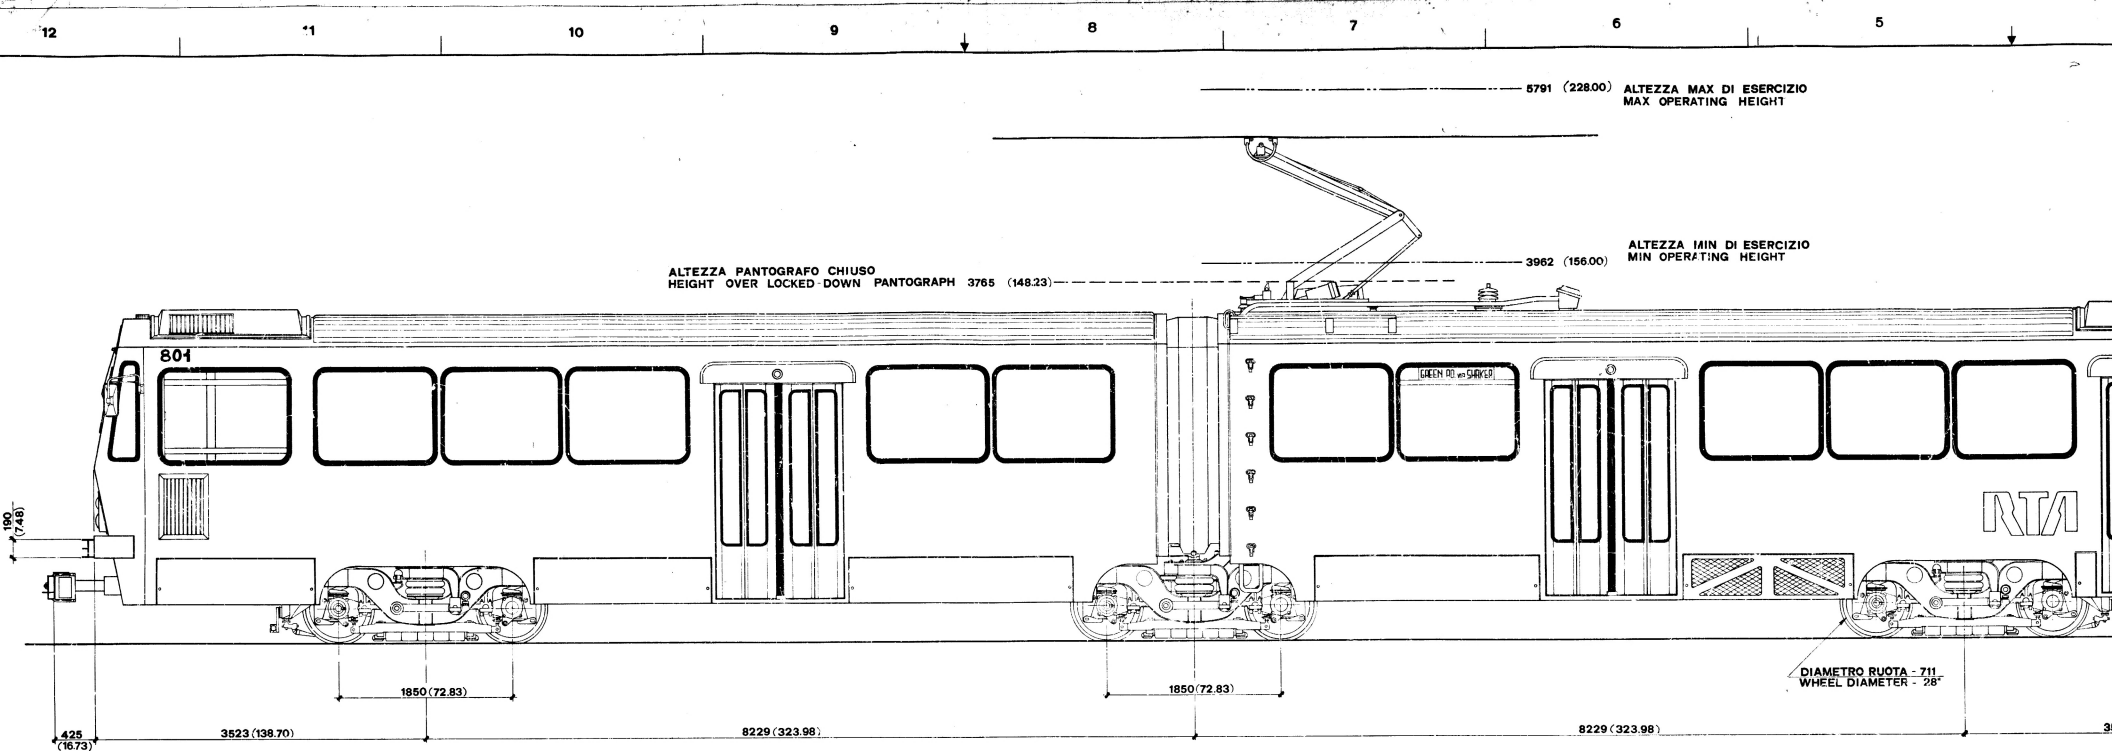 12 11 10 9 8 7 6 5
5791 (228.00) ALTEZZA MAX DI ESERCIZIO
MAX OPERATING HEIGHT
ALTEZZA MIN DI ESERCIZIO
3962 (156.00) MIN OPERATING HEIGHT
ALTEZZA PANTOGRAFO CHIUSO
HEIGHT OVER LOCKED-DOWN PANTOGRAPH 3765 (148.23)
801
GREEN RD. VIA SHAKER
RTA
190
(7.48)
DIAMETRO RUOTA - 711
WHEEL DIAMETER - 28"
1850 (72.83)
1850 (72.83)
425
(16.73)
3523 (138.70)
8229 (323.98)
8229 (323.98)